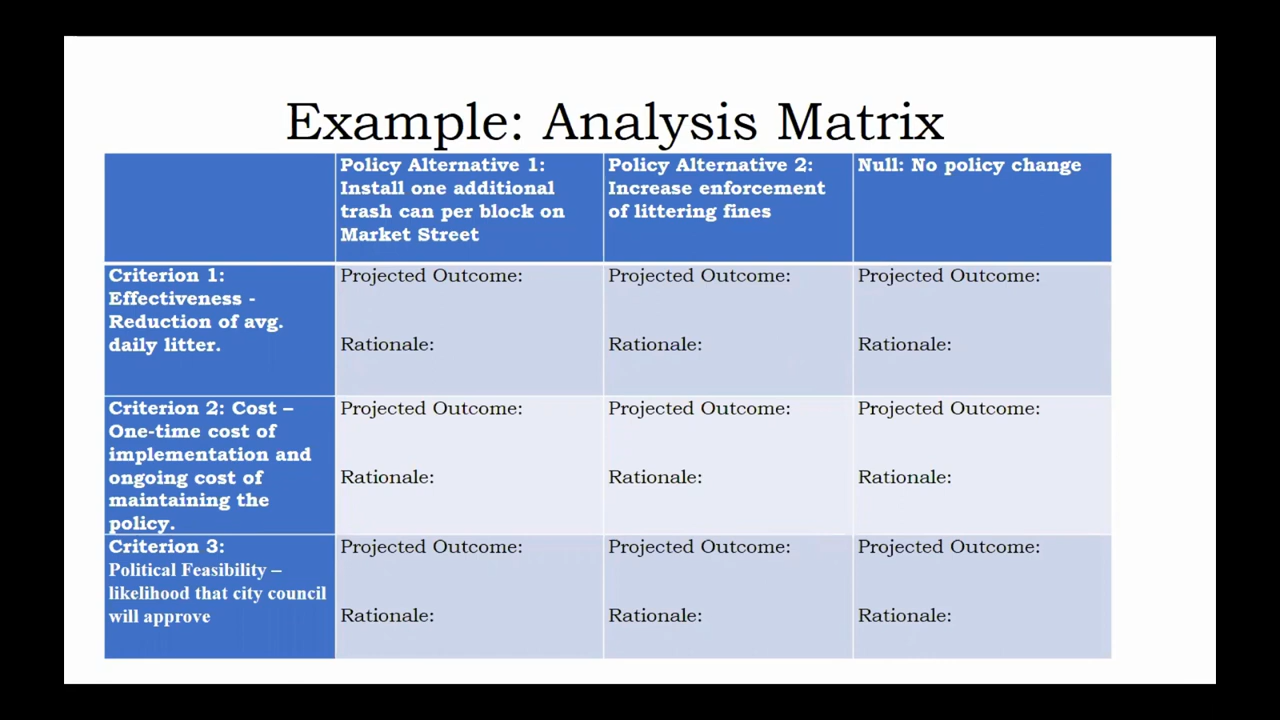 Example: Analysis Matrix
Policy Alternative 1:
Install one additional
trash can per block on
Market Street
Policy Alternative 2:
Increase enforcement
of littering fines
Null: No policy change
Criterion 1:
Effectiveness -
Reduction of avg.
daily litter.
Projected Outcome:
Rationale:
Projected Outcome:
Rationale:
Projected Outcome:
Rationale:
Criterion 2: Cost –
One-time cost of
implementation and
ongoing cost of
maintaining the
policy.
Projected Outcome:
Rationale:
Projected Outcome:
Rationale:
Projected Outcome:
Rationale:
Criterion 3:
Political Feasibility –
likelihood that city council
will approve
Projected Outcome:
Rationale:
Projected Outcome:
Rationale:
Projected Outcome:
Rationale: